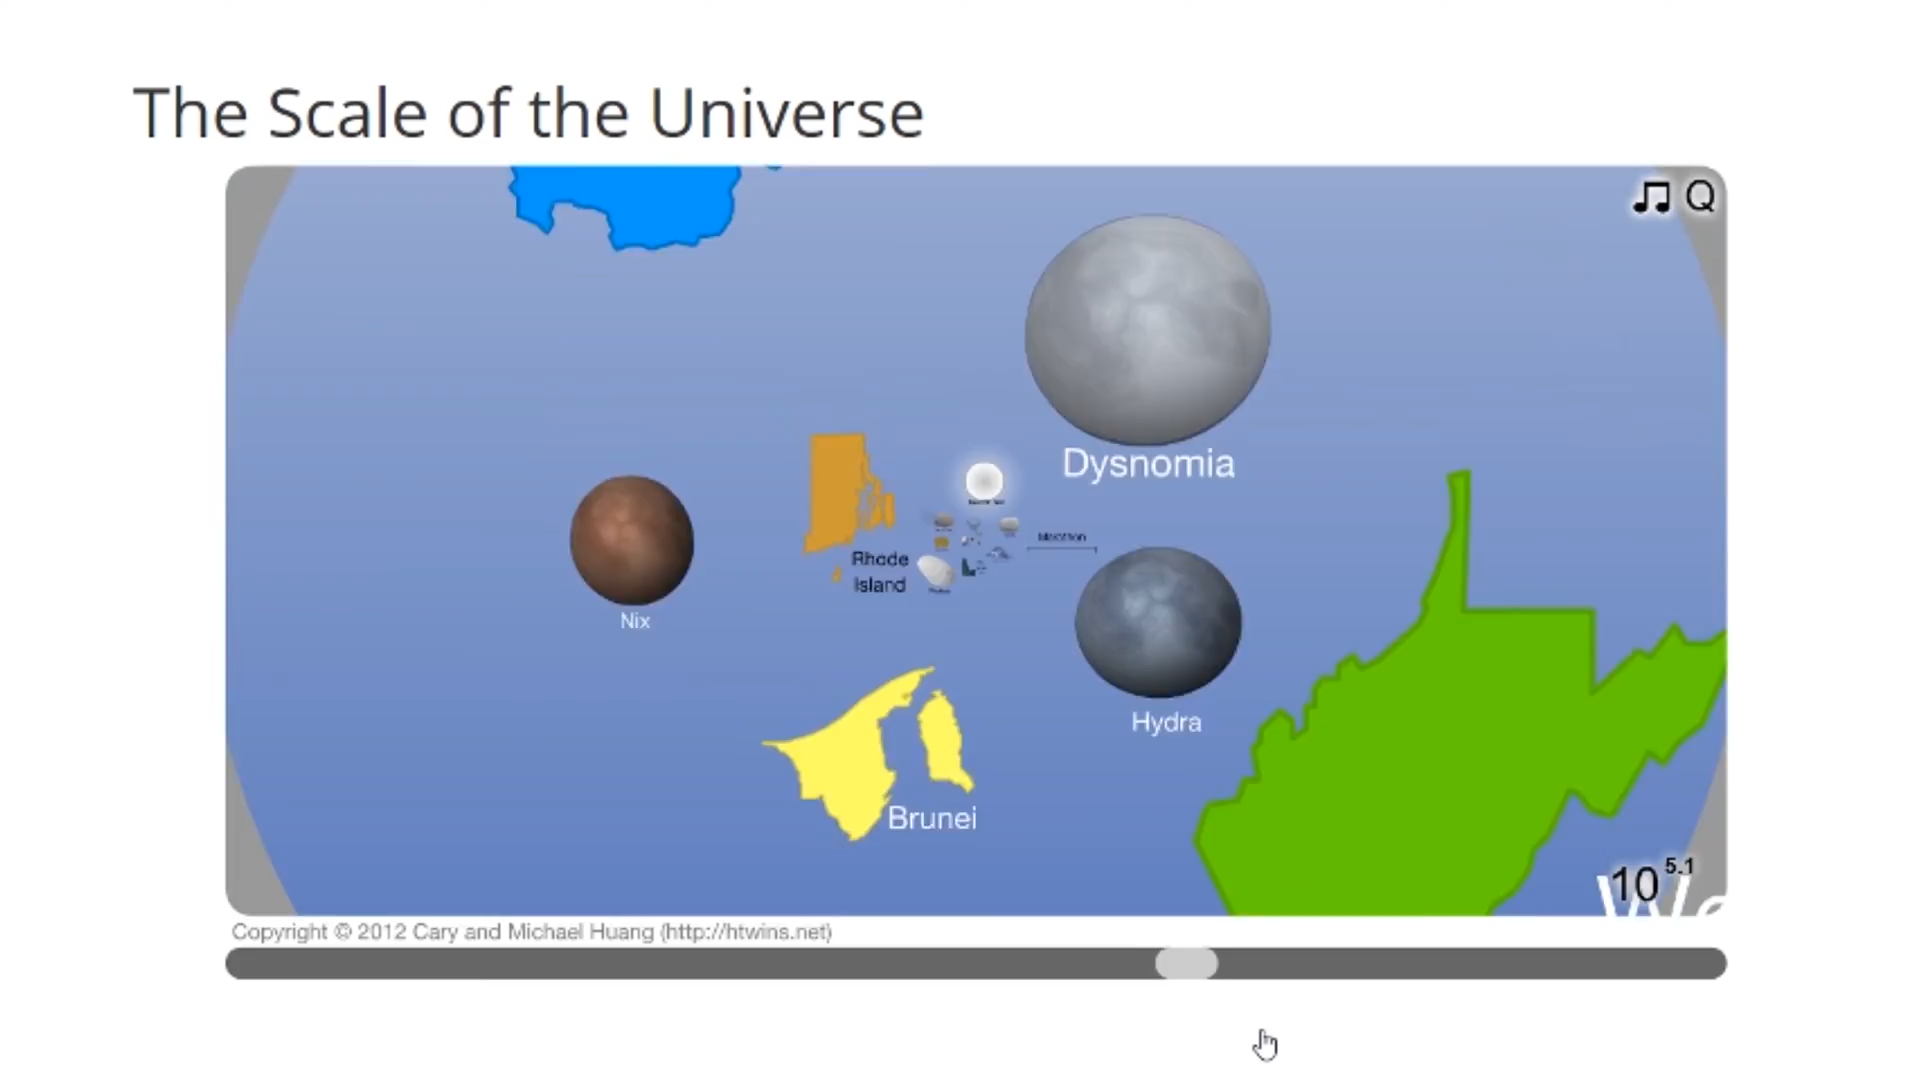 The Scale of the Universe
Q
Dysnomia
Marathon
Rhode
Island
Nix
Hydra
Brunei
10 5.1
Copyright © 2012 Cary and Michael Huang (http://htwins.net)